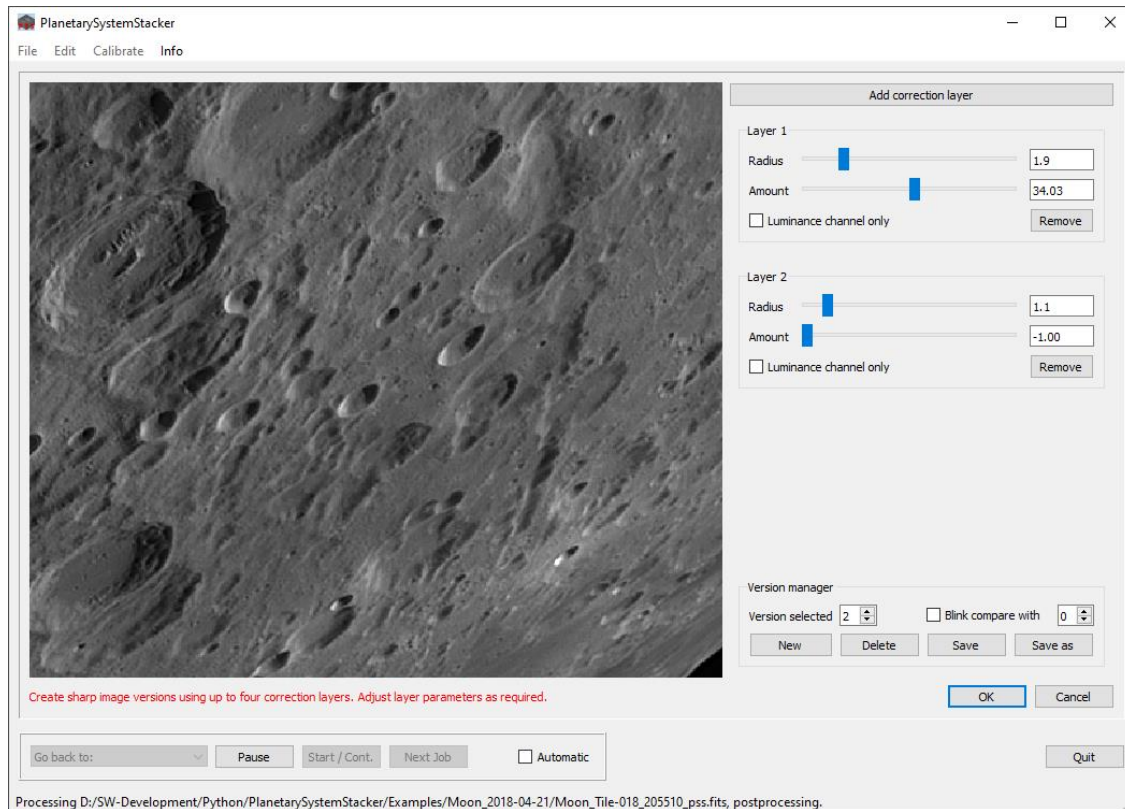 PlanetarySystemStacker
File Edit Calibrate Info
Add correction layer
Layer 1
Radius 1.9
Amount 34.03
Luminance channel only Remove
Layer 2
Radius 1.1
Amount -1.00
Luminance channel only Remove
Version manager
Version selected 2 Blink compare with 0
New Delete Save Save as
Create sharp image versions using up to four correction layers. Adjust layer parameters as required.
OK Cancel
Go back to: Pause Start / Cont. Next Job Automatic Quit
Processing D:/SW-Development/Python/PlanetarySystemStacker/Examples/Moon_2018-04-21/Moon_Tile-018_205510_pss.fits, postprocessing.